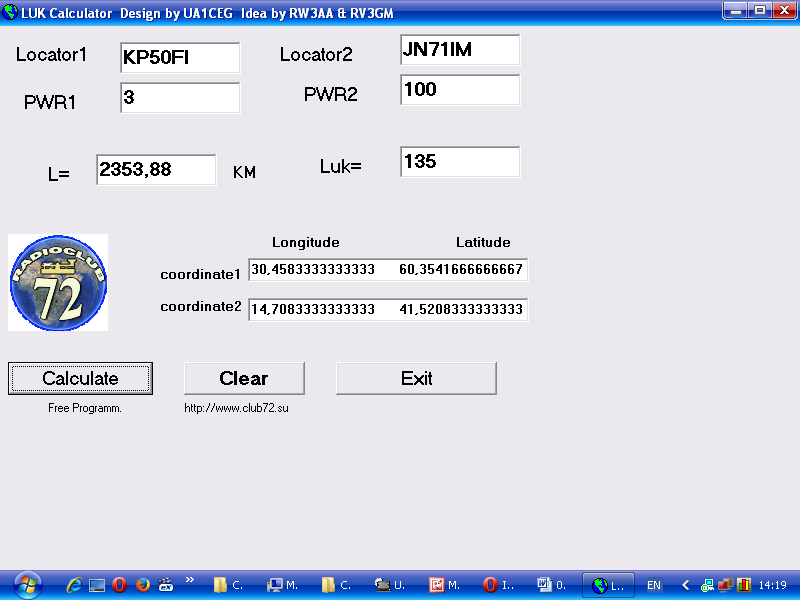 LUK Calculator  Design by UA1CEG  Idea by RW3AA & RV3GM
Locator1 KP50FI Locator2 JN71IM
PWR1 3 PWR2 100
L= 2353,88 KM Luk= 135
Longitude Latitude
coordinate1 30,4583333333333 60,3541666666667
coordinate2 14,7083333333333 41,5208333333333
RADIOCLUB
72
Calculate Clear Exit
Free Programm. http://www.club72.su
» C. M. C. U. M. I.. 0. L.. EN 14:19